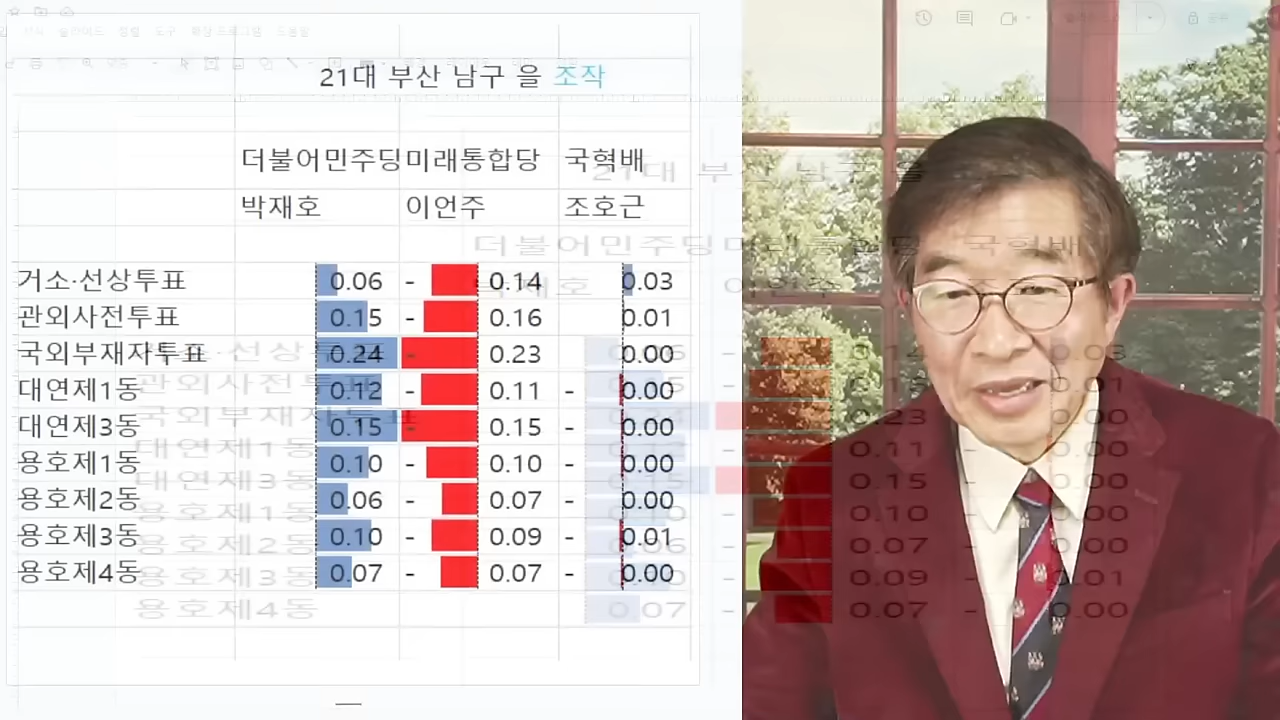 21대 부산 남구 을 조작
더불어민주딩 미래통합당 국혁배
박재호 이언주 조호근
거소·선상투표 0.06 - 0.14 0.03
관외사전투표 0.15 - 0.16 0.01
국외부재자투표 0.24 - 0.23 0.00
대연제1동 0.12 - 0.11 - 0.00
대연제3동 0.15 - 0.15 - 0.00
용호제1동 0.10 - 0.10 - 0.00
용호제2동 0.06 - 0.07 - 0.00
용호제3동 0.10 - 0.09 - 0.01
용호제4동 0.07 - 0.07 - 0.00